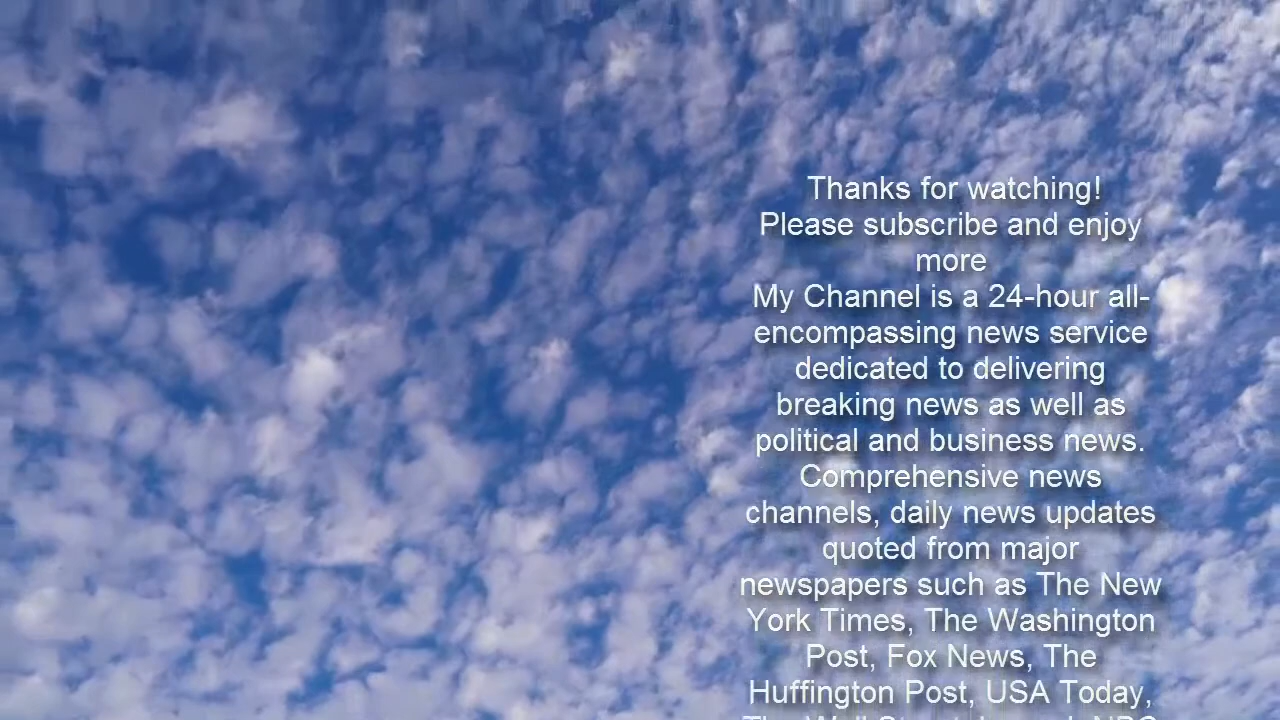 Thanks for watching!
Please subscribe and enjoy
more
My Channel is a 24-hour all-
encompassing news service
dedicated to delivering
breaking news as well as
political and business news.
Comprehensive news
channels, daily news updates
quoted from major
newspapers such as The New
York Times, The Washington
Post, Fox News, The
Huffington Post, USA Today,